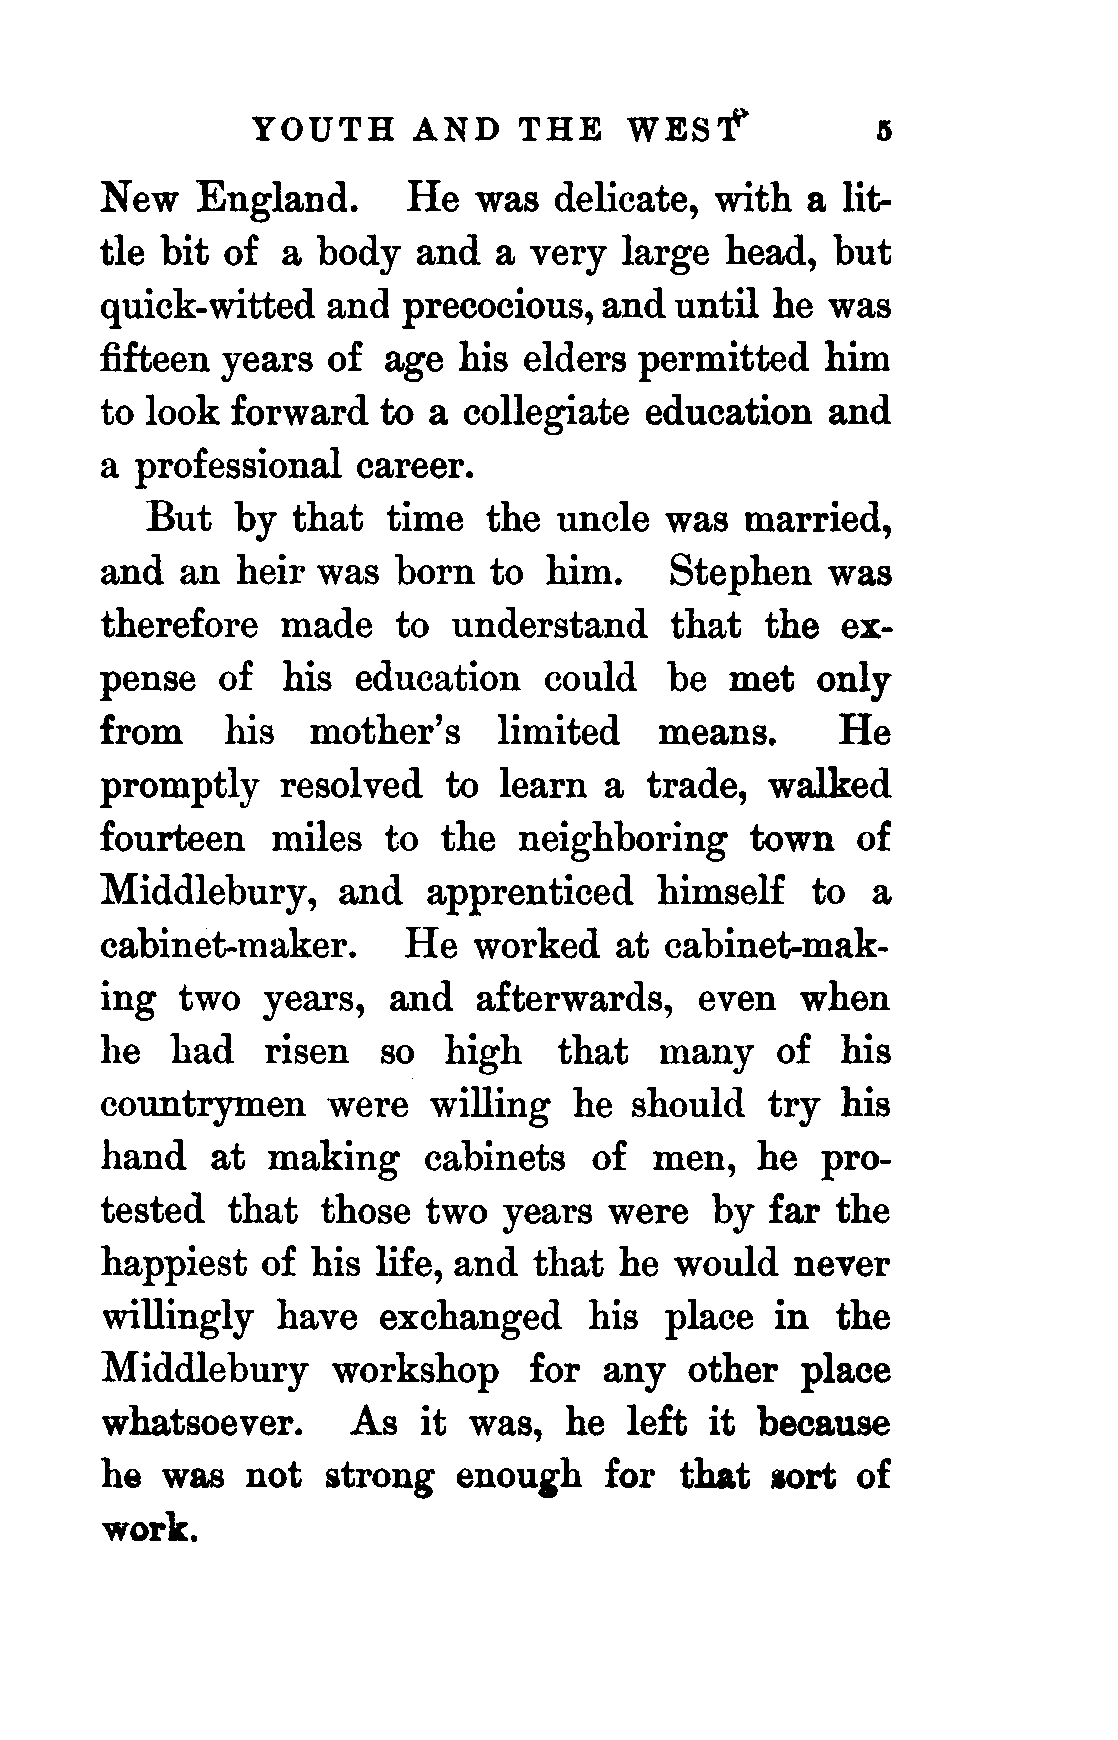 YOUTH AND THE WEST 5
New England. He was delicate, with a lit-
tle bit of a body and a very large head, but
quick-witted and precocious, and until he was
fifteen years of age his elders permitted him
to look forward to a collegiate education and
a professional career.
But by that time the uncle was married,
and an heir was born to him. Stephen was
therefore made to understand that the ex-
pense of his education could be met only
from his mother's limited means. He
promptly resolved to learn a trade, walked
fourteen miles to the neighboring town of
Middlebury, and apprenticed himself to a
cabinet-maker. He worked at cabinet-mak-
ing two years, and afterwards, even when
he had risen so high that many of his
countrymen were willing he should try his
hand at making cabinets of men, he pro-
tested that those two years were by far the
happiest of his life, and that he would never
willingly have exchanged his place in the
Middlebury workshop for any other place
whatsoever. As it was, he left it because
he was not strong enough for that sort of
work.